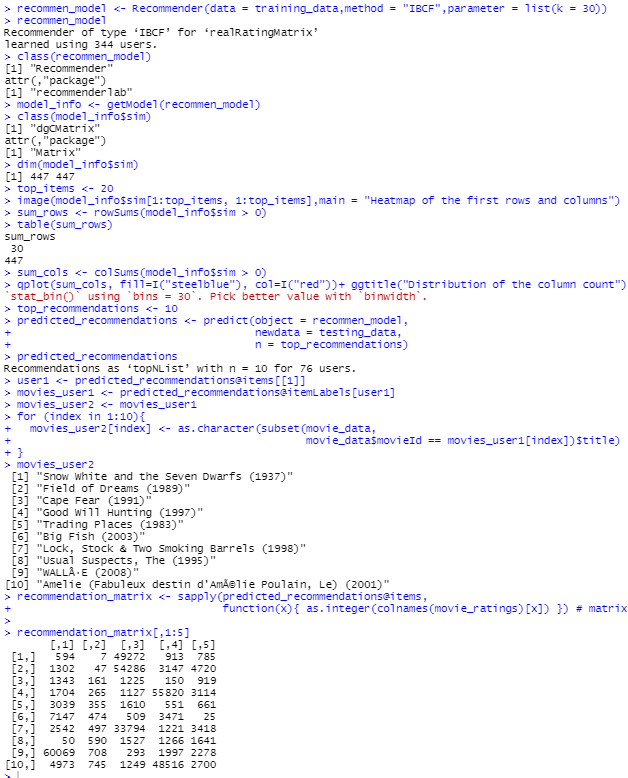 > recommen_model <- Recommender(data = training_data,method = "IBCF",parameter = list(k = 30))
> recommen_model
Recommender of type ‘IBCF’ for ‘realRatingMatrix’
learned using 344 users.
> class(recommen_model)
[1] "Recommender"
attr(,"package")
[1] "recommenderlab"
> model_info <- getModel(recommen_model)
> class(model_info$sim)
[1] "dgCMatrix"
attr(,"package")
[1] "Matrix"
> dim(model_info$sim)
[1] 447 447
> top_items <- 20
> image(model_info$sim[1:top_items, 1:top_items],main = "Heatmap of the first rows and columns")
> sum_rows <- rowSums(model_info$sim > 0)
> table(sum_rows)
sum_rows
 30
447
> sum_cols <- colSums(model_info$sim > 0)
> qplot(sum_cols, fill=I("steelblue"), col=I("red"))+ ggtitle("Distribution of the column count")
`stat_bin()` using `bins = 30`. Pick better value with `binwidth`.
> top_recommendations <- 10
> predicted_recommendations <- predict(object = recommen_model,
+                                      newdata = testing_data,
+                                      n = top_recommendations)
> predicted_recommendations
Recommendations as ‘topNList’ with n = 10 for 76 users.
> user1 <- predicted_recommendations@items[[1]]
> movies_user1 <- predicted_recommendations@itemLabels[user1]
> movies_user2 <- movies_user1
> for (index in 1:10){
+   movies_user2[index] <- as.character(subset(movie_data,
+                                              movie_data$movieId == movies_user1[index])$title)
+ }
> movies_user2
 [1] "Snow White and the Seven Dwarfs (1937)"
 [2] "Field of Dreams (1989)"
 [3] "Cape Fear (1991)"
 [4] "Good Will Hunting (1997)"
 [5] "Trading Places (1983)"
 [6] "Big Fish (2003)"
 [7] "Lock, Stock & Two Smoking Barrels (1998)"
 [8] "Usual Suspects, The (1995)"
 [9] "WALLÂ·E (2008)"
[10] "Amelie (Fabuleux destin d'AmÃ©lie Poulain, Le) (2001)"
> recommendation_matrix <- sapply(predicted_recommendations@items,
+                                 function(x){ as.integer(colnames(movie_ratings)[x]) }) # matrix
>
> recommendation_matrix[,1:5]
       [,1] [,2]  [,3]  [,4] [,5]
 [1,]   594    7 49272   913  785
 [2,]  1302   47 54286  3147 4720
 [3,]  1343  161  1225   150  919
 [4,]  1704  265  1127 55820 3114
 [5,]  3039  355  1610   551  661
 [6,]  7147  474   509  3471   25
 [7,]  2542  497 33794  1221 3418
 [8,]    50  590  1527  1266 1641
 [9,] 60069  708   293  1997 2278
[10,]  4973  745  1249 48516 2700
>